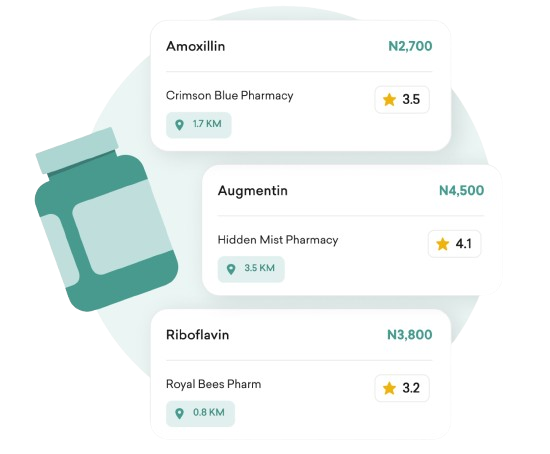 Amoxillin N2,700
Crimson Blue Pharmacy 3.5
1.7 KM
Augmentin N4,500
Hidden Mist Pharmacy 4.1
3.5 KM
Riboflavin N3,800
Royal Bees Pharm 3.2
0.8 KM